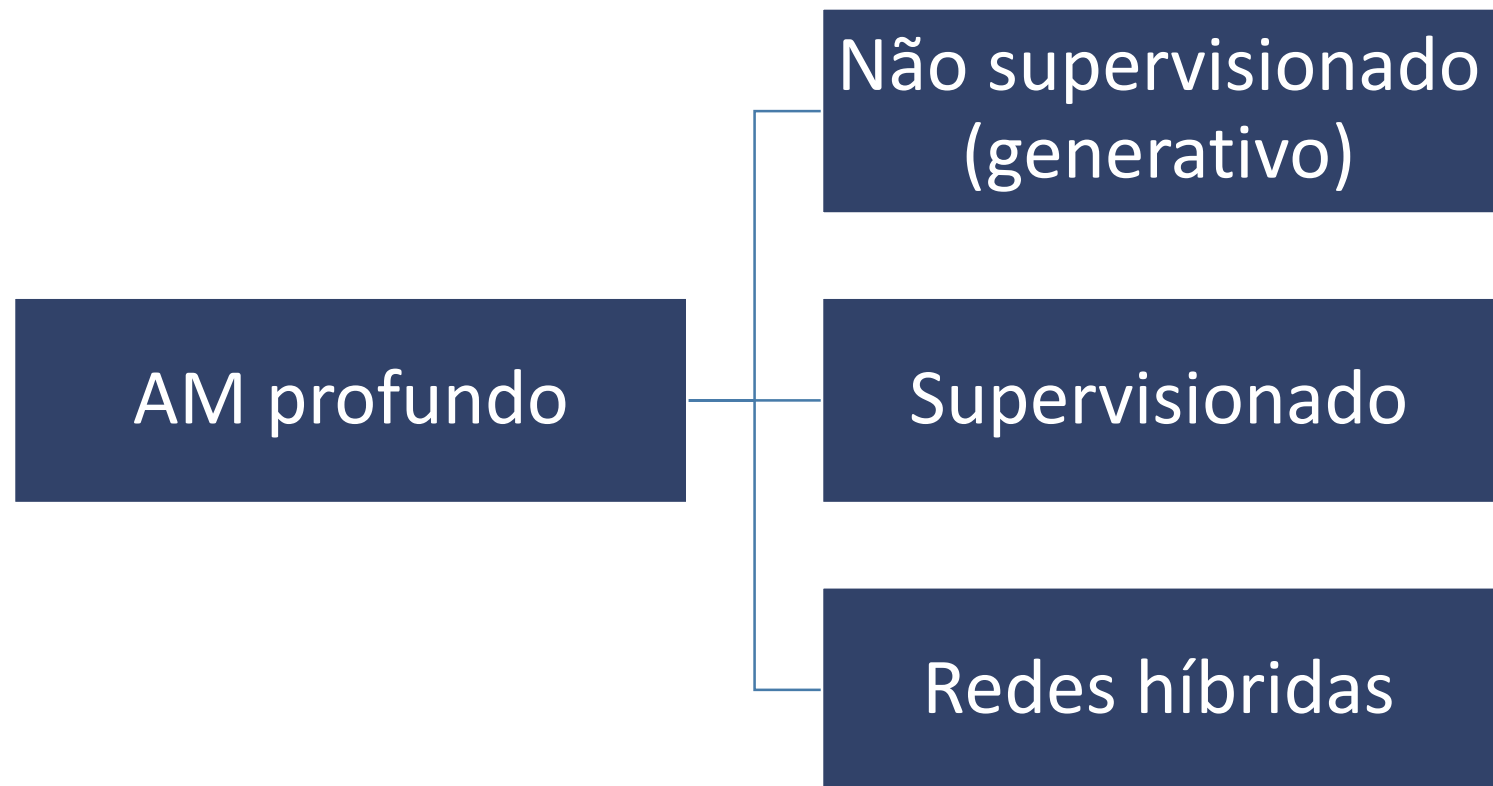 Não supervisionado
(generativo)
AM profundo
Supervisionado
Redes híbridas